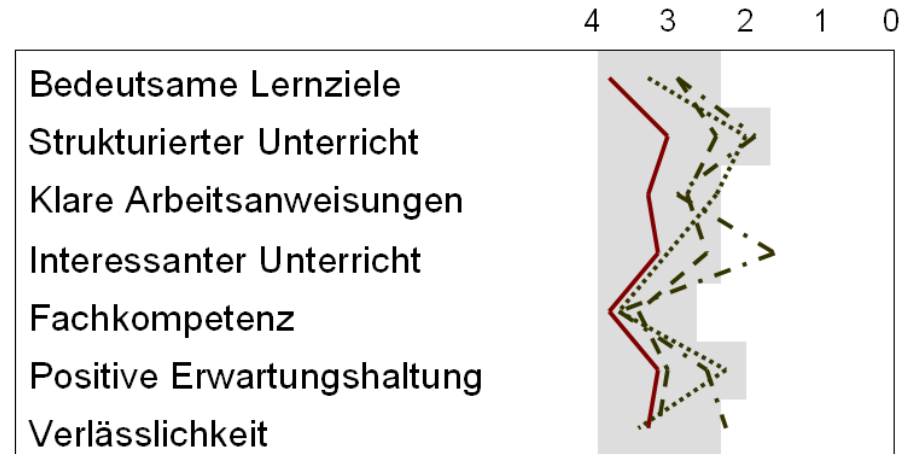 4 3 2 1 0
Bedeutsame Lernziele
Strukturierter Unterricht
Klare Arbeitsanweisungen
Interessanter Unterricht
Fachkompetenz
Positive Erwartungshaltung
Verlässlichkeit